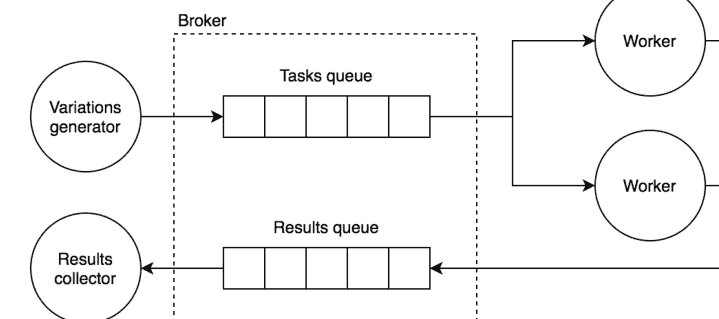 Broker
Tasks queue
Variations
generator
Worker
Worker
Results queue
Results
collector